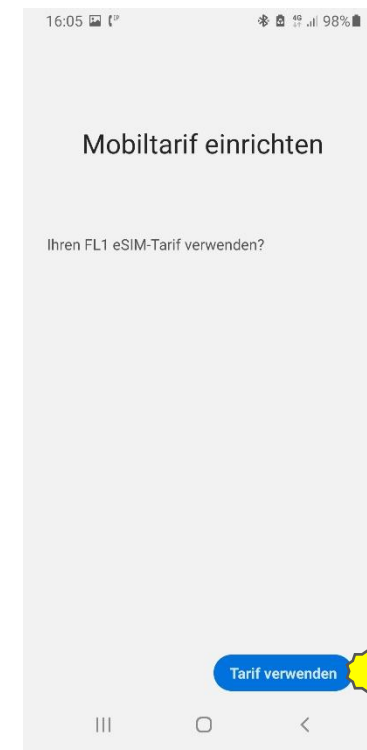 16:05 98%
Mobiltarif einrichten
Ihren FL1 eSIM-Tarif verwenden?
Tarif verwenden